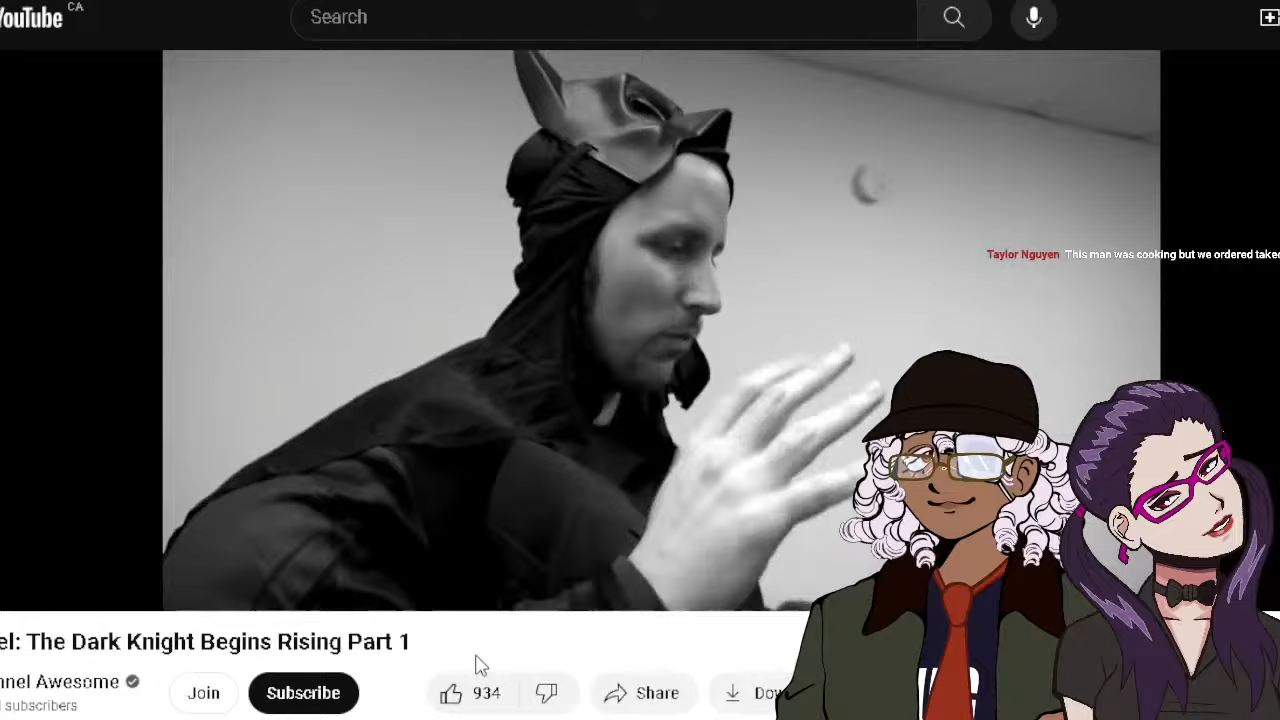 YouTube CA
Search
Taylor Nguyen This man was cooking but we ordered
el: The Dark Knight Begins Rising Part 1
nnel Awesome
subscribers
Join
Subscribe
934
Share